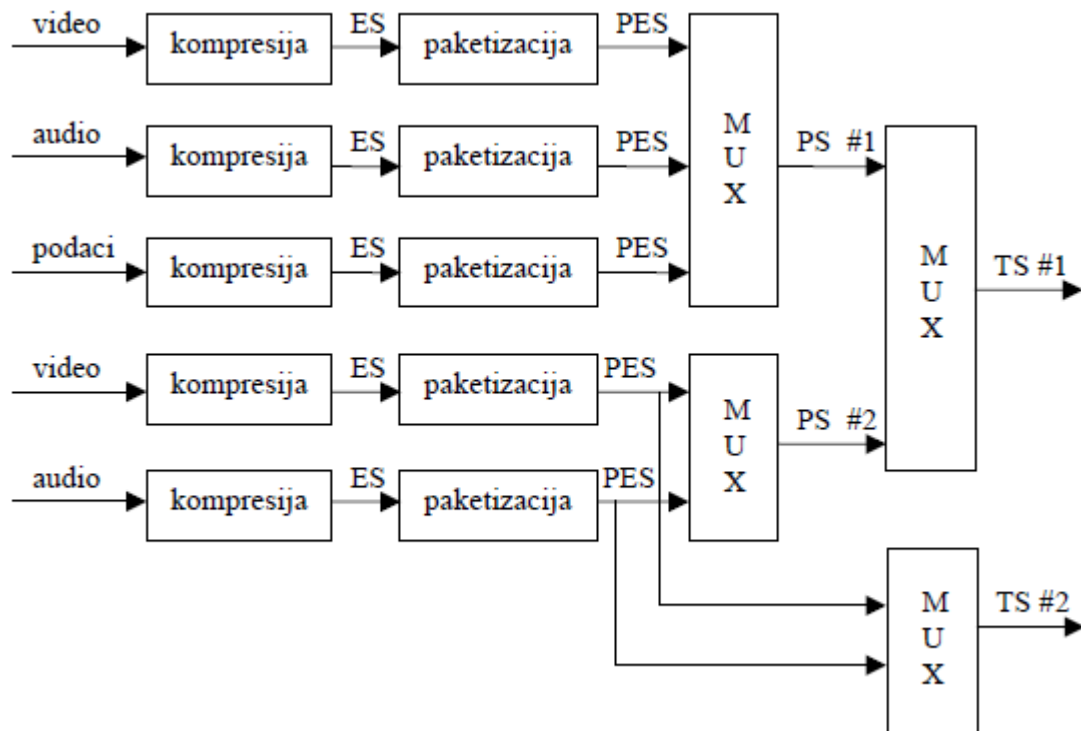 video
kompresija
ES
paketizacija
PES
audio
kompresija
ES
paketizacija
PES
podaci
kompresija
ES
paketizacija
PES
M
U
X
PS #1
video
kompresija
ES
paketizacija
PES
audio
kompresija
ES
paketizacija
PES
M
U
X
PS #2
M
U
X
TS #1
M
U
X
TS #2